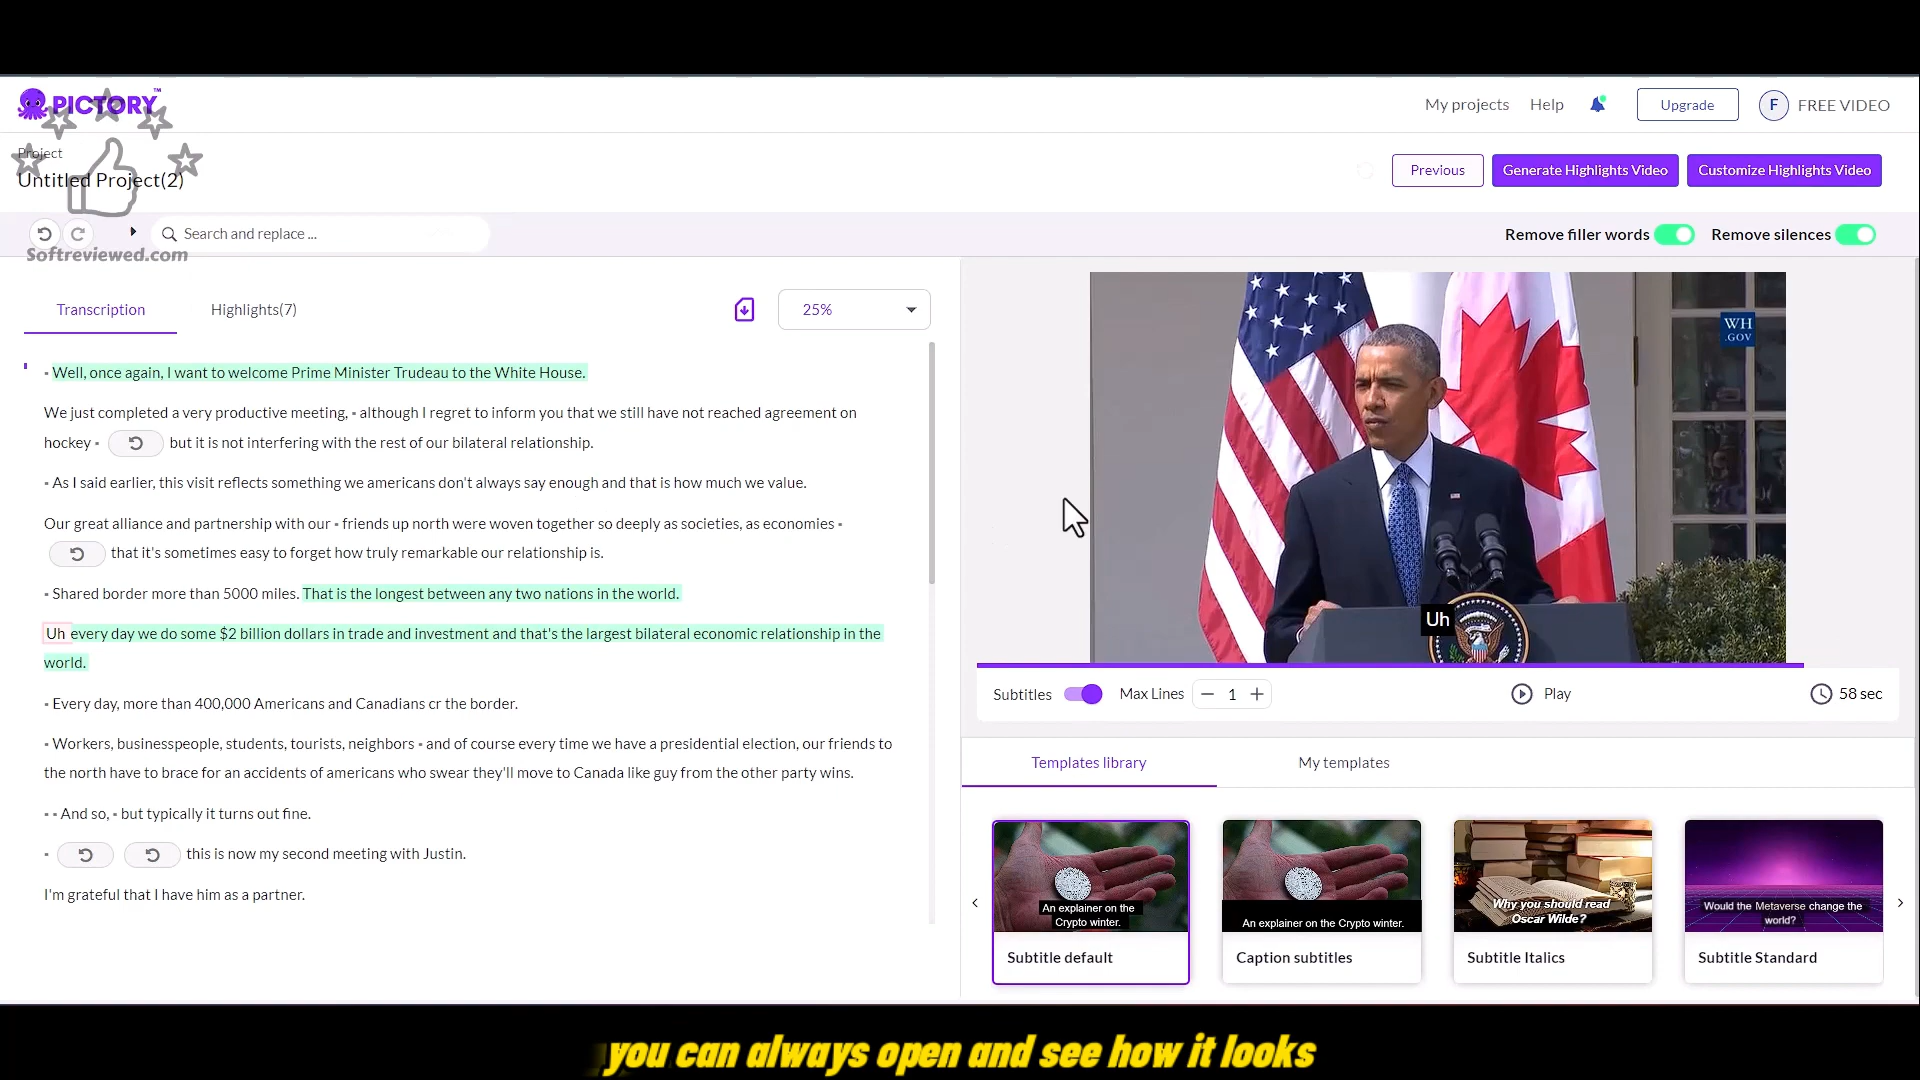 PICTORY™
My projects
Help
Upgrade
F
FREE VIDEO
Project
Untitled Project(2)
Previous
Generate Highlights Video
Customize Highlights Video
Search and replace ...
Remove filler words
Remove silences
Softreviewed.com
Transcription
Highlights(7)
25%
Well, once again, I want to welcome Prime Minister Trudeau to the White House.
We just completed a very productive meeting, - although I regret to inform you that we still have not reached agreement on
hockey - but it is not interfering with the rest of our bilateral relationship.
- As I said earlier, this visit reflects something we americans don't always say enough and that is how much we value.
Our great alliance and partnership with our - friends up north were woven together so deeply as societies, as economies -
that it's sometimes easy to forget how truly remarkable our relationship is.
- Shared border more than 5000 miles. That is the longest between any two nations in the world.
Uh every day we do some $2 billion dollars in trade and investment and that's the largest bilateral economic relationship in the
world.
- Every day, more than 400,000 Americans and Canadians cr the border.
- Workers, businesspeople, students, tourists, neighbors - and of course every time we have a presidential election, our friends to
the north have to brace for an accidents of americans who swear they'll move to Canada like guy from the other party wins.
- - And so, - but typically it turns out fine.
- this is now my second meeting with Justin.
I'm grateful that I have him as a partner.
WH
.GOV
Uh
Subtitles
Max Lines
1
Play
58 sec
Templates library
My templates
An explainer on the
Crypto winter.
Subtitle default
An explainer on the Crypto winter.
Caption subtitles
Why you should read
Oscar Wilde?
Subtitle Italics
Would the Metaverse change the
world?
Subtitle Standard
you can always open and see how it looks